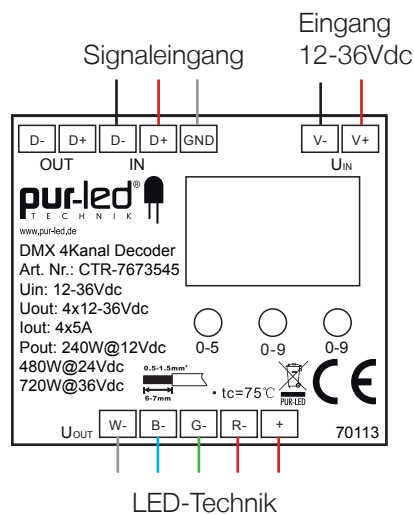 Eingang
12-36Vdc
Signaleingang
D- D+ D- D+ GND V- V+
OUT IN UIN
pur-led®
TECHNIK
www.pur-led.de
DMX 4Kanal Decoder
Art. Nr.: CTR-7673545
Uin: 12-36Vdc
Uout: 4x12-36Vdc
Iout: 4x5A
Pout: 240W@12Vdc
480W@24Vdc
720W@36Vdc
0-5 0-9 0-9
0.5-1.5mm²
6-7mm
• tc=75℃
PUR-LED
CE
UOUT W- B- G- R- + 70113
LED-Technik